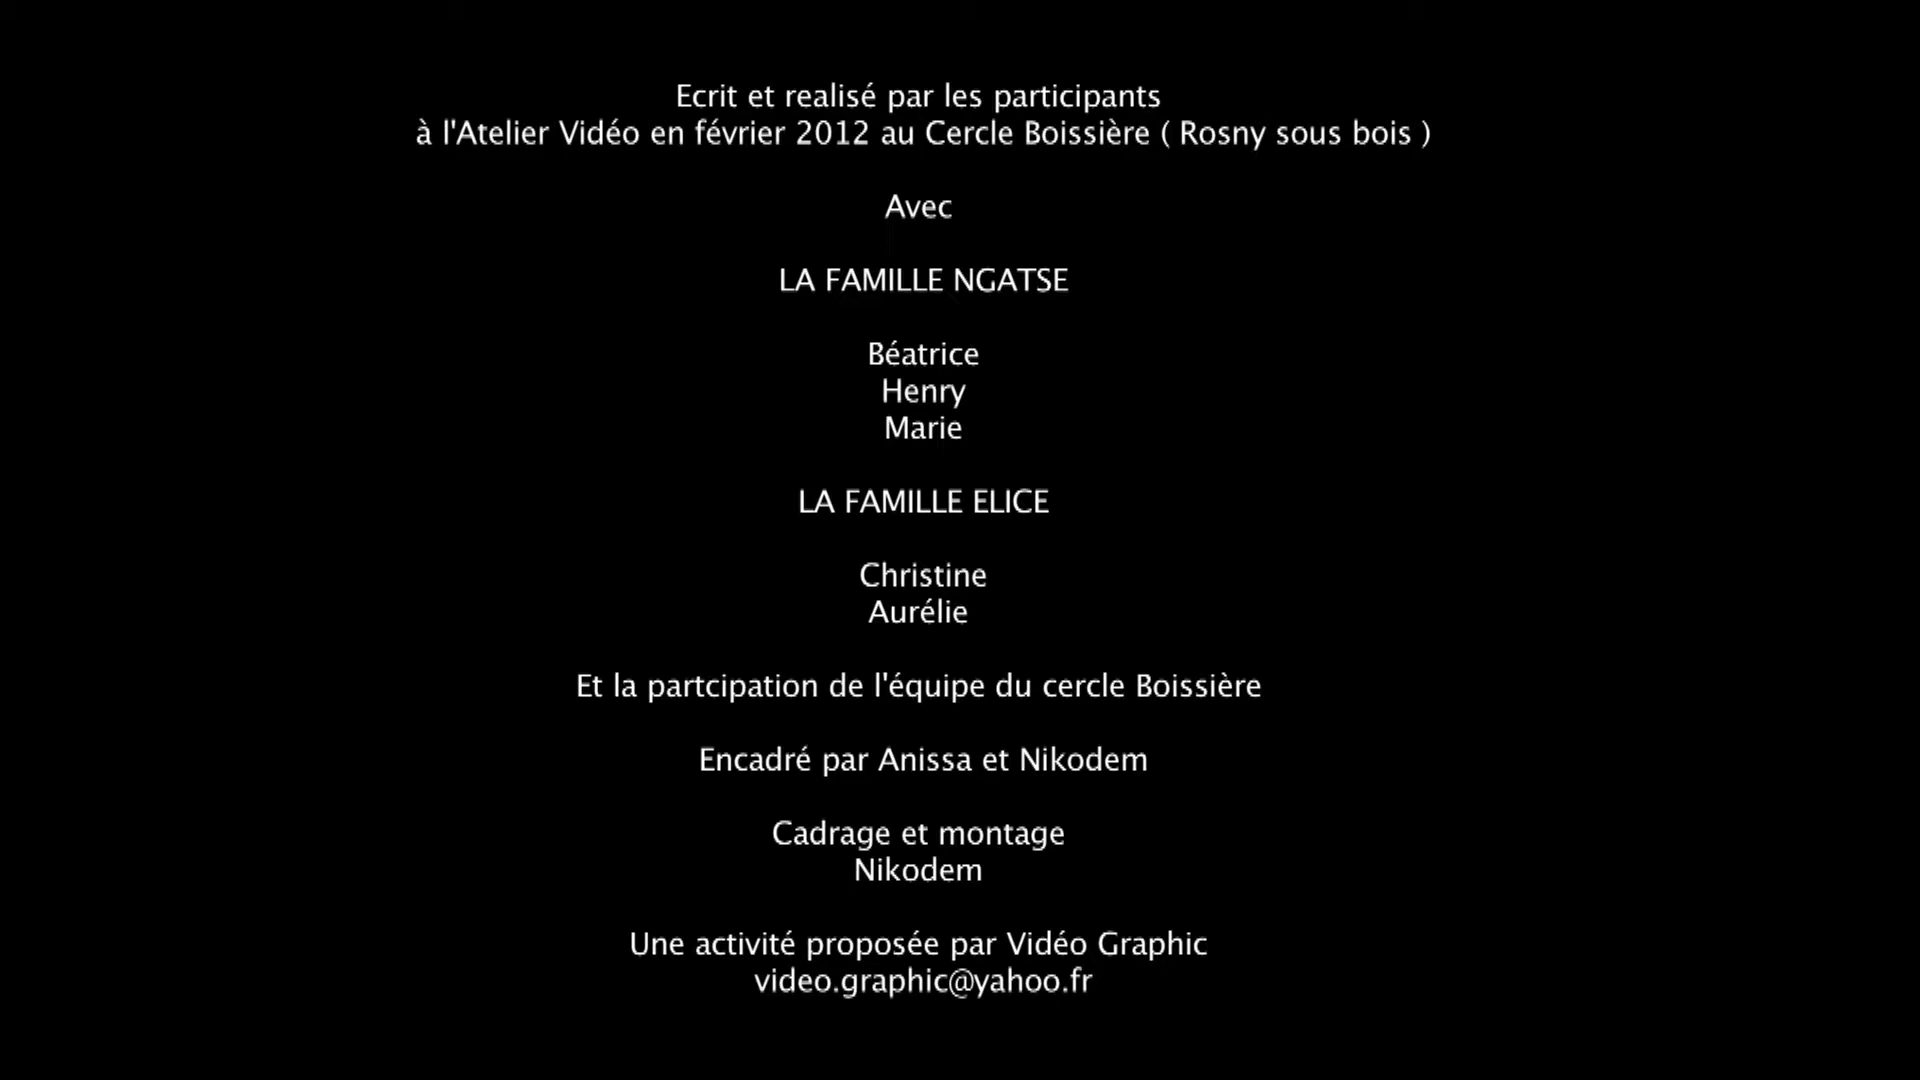 Ecrit et realisé par les participants
à l'Atelier Vidéo en février 2012 au Cercle Boissière ( Rosny sous bois )
Avec
LA FAMILLE NGATSE
Béatrice
Henry
Marie
LA FAMILLE ELICE
Christine
Aurélie
Et la partcipation de l'équipe du cercle Boissière
Encadré par Anissa et Nikodem
Cadrage et montage
Nikodem
Une activité proposée par Vidéo Graphic
video.graphic@yahoo.fr